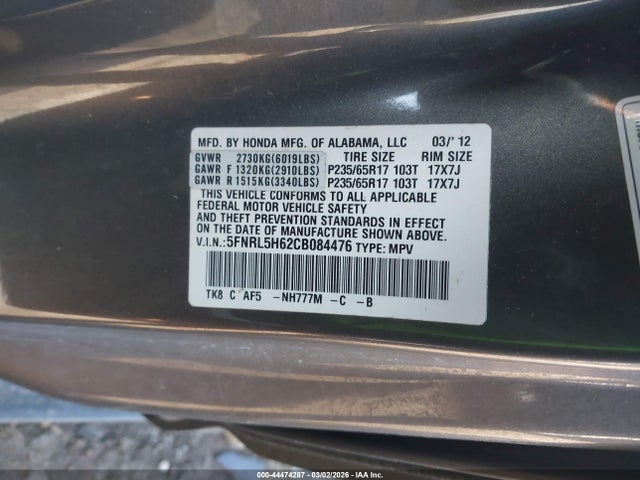 MFD. BY HONDA MFG. OF ALABAMA, LLC 03/'12
GVWR 2730KG(6019LBS) TIRE SIZE RIM SIZE
GAWR F 1320KG(2910LBS) P235/65R17 103T 17X7J
GAWR R 1515KG(3340LBS) P235/65R17 103T 17X7J
THIS VEHICLE CONFORMS TO ALL APPLICABLE
FEDERAL MOTOR VEHICLE SAFETY
AND THEFT PREVENTION STANDARDS IN EFFECT
ON THE DATE OF MANUFACTURE SHOWN ABOVE.
V.I.N.:5FNRL5H62CB084476 TYPE: MPV
TK8 C AF5 -NH777M -C -B
000-44474287 - 03/02/2026 - IAA Inc.